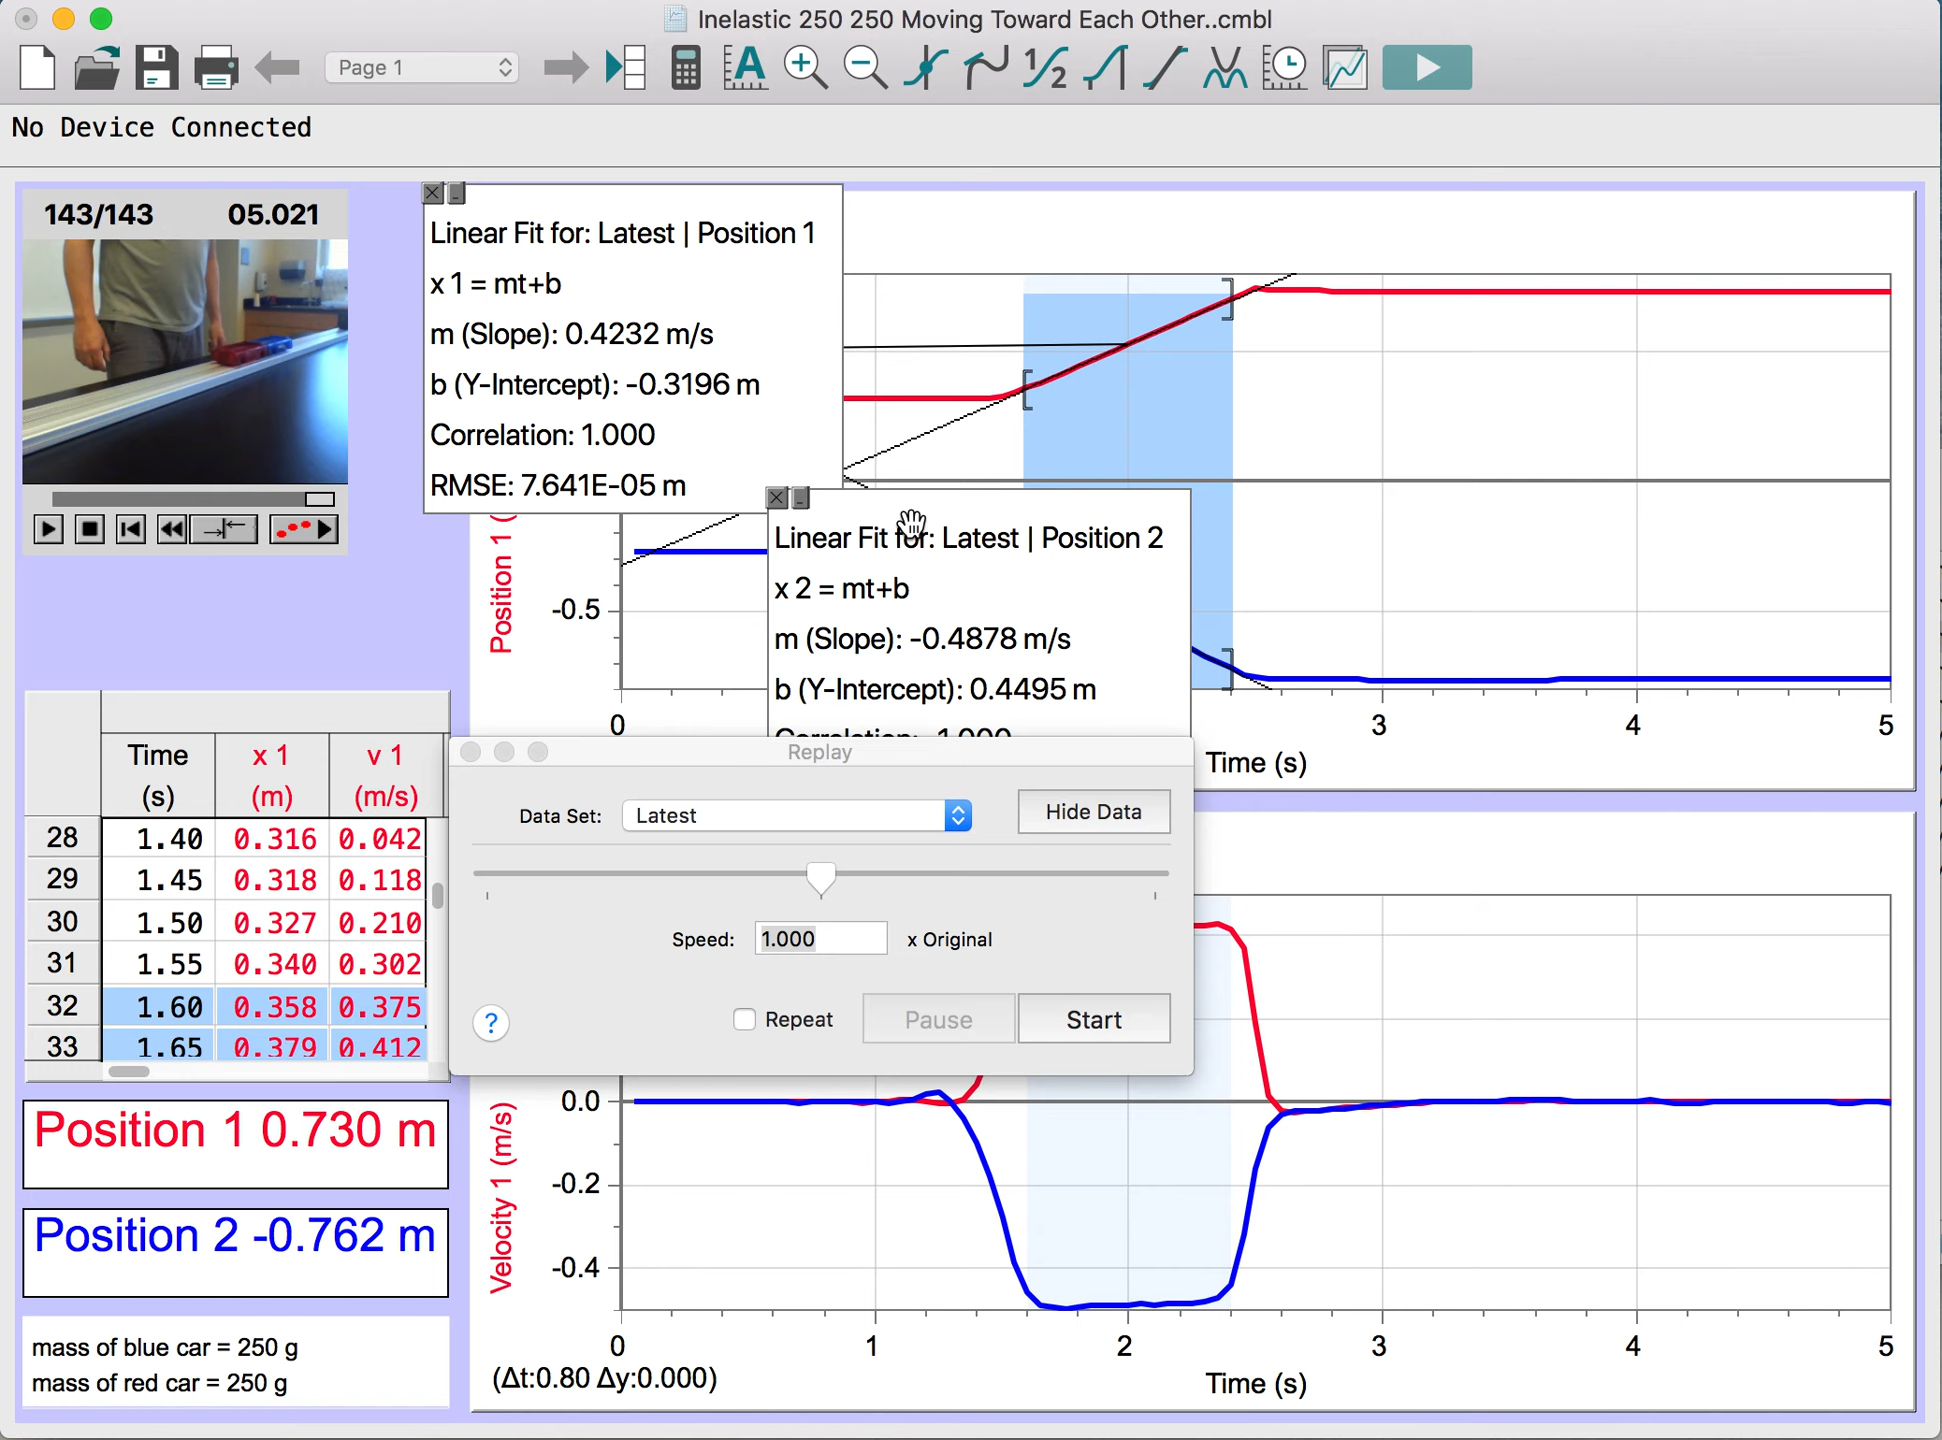 Inelastic 250 250 Moving Toward Each Other..cmbl
Page 1
No Device Connected
143/143 05.021
Linear Fit for: Latest | Position 1
x 1 = mt+b
m (Slope): 0.4232 m/s
b (Y-Intercept): -0.3196 m
Correlation: 1.000
RMSE: 7.641E-05 m
Linear Fit for: Latest | Position 2
x 2 = mt+b
m (Slope): -0.4878 m/s
b (Y-Intercept): 0.4495 m
Correlation: 1.000
Position 1 (
-0.5
0 3 4 5
Time (s)
Time x 1 v 1
(s) (m) (m/s)
28 1.40 0.316 0.042
29 1.45 0.318 0.118
30 1.50 0.327 0.210
31 1.55 0.340 0.302
32 1.60 0.358 0.375
33 1.65 0.379 0.412
Replay
Data Set: Latest Hide Data
Speed: 1.000 x Original
? Repeat Pause Start
Position 1 0.730 m
Position 2 -0.762 m
mass of blue car = 250 g
mass of red car = 250 g
Velocity 1 (m/s)
0.0
-0.2
-0.4
0 1 2 3 4 5
(Δt:0.80 Δy:0.000) Time (s)